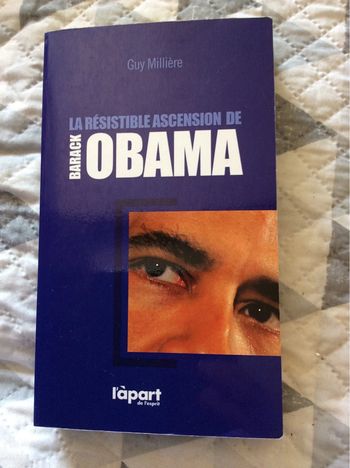 Guy Millière
LA RÉSISTIBLE ASCENSION DE
BARACK
OBAMA
l'àpart
de l'esprit